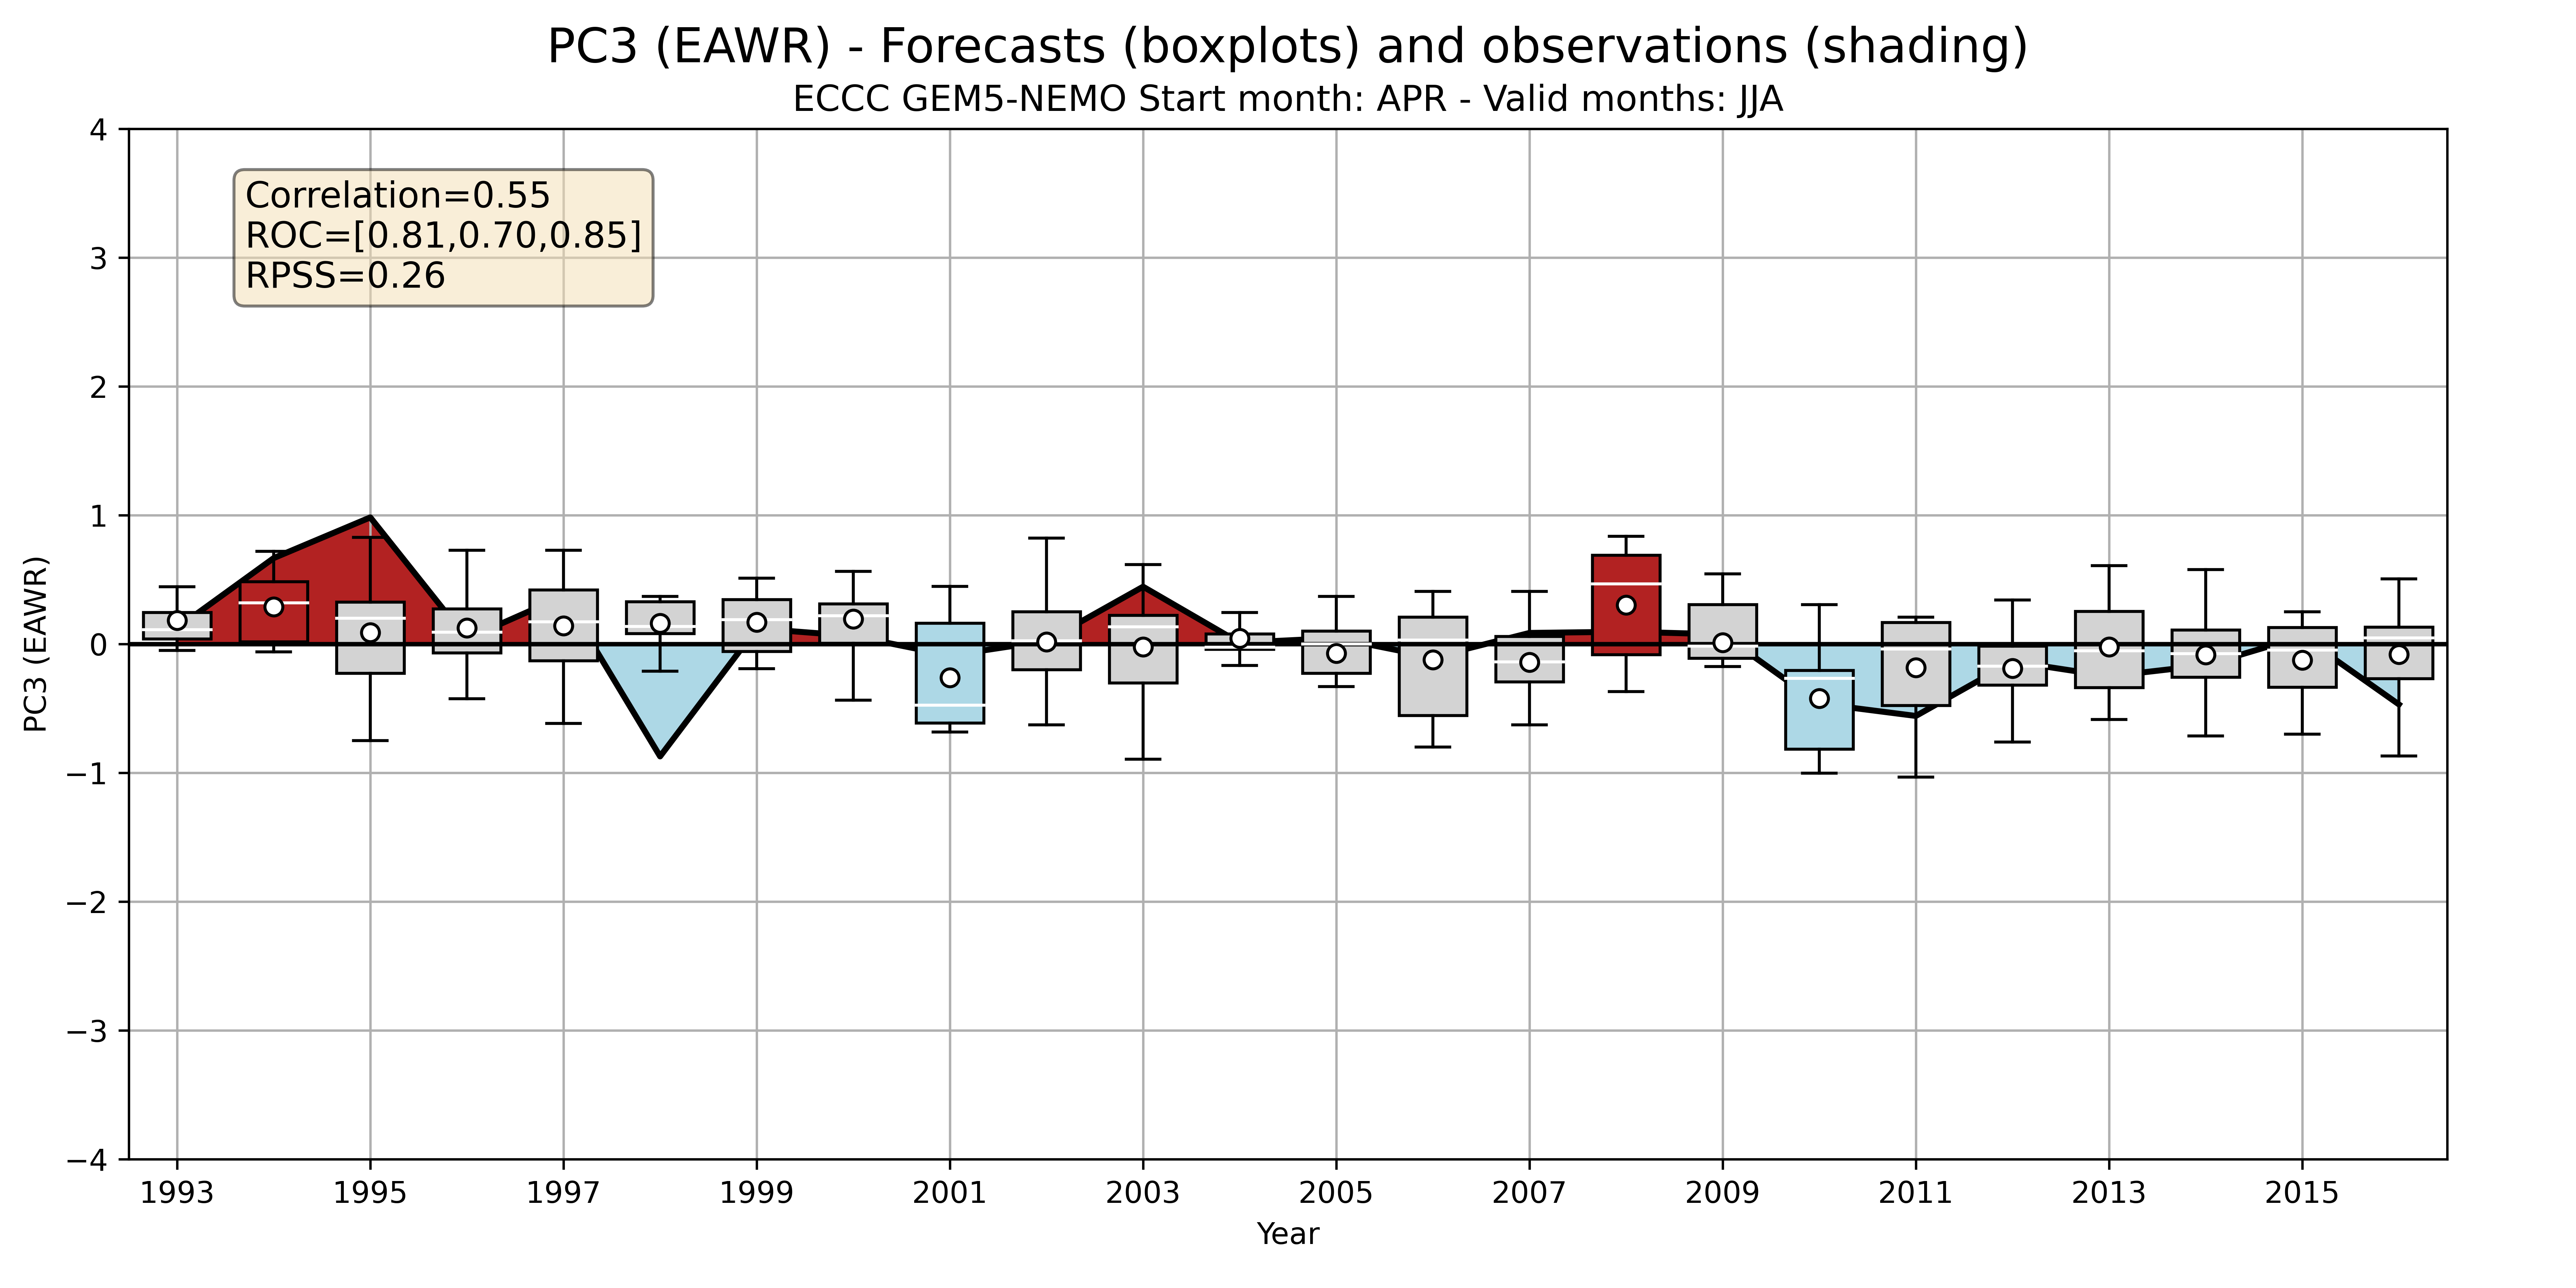 PC3 (EAWR) - Forecasts (boxplots) and observations (shading)
ECCC GEM5-NEMO Start month: APR - Valid months: JJA
Correlation=0.55
ROC=[0.81,0.70,0.85]
RPSS=0.26
PC3 (EAWR)
4
3
2
1
0
−1
−2
−3
−4
1993 1995 1997 1999 2001 2003 2005 2007 2009 2011 2013 2015
Year